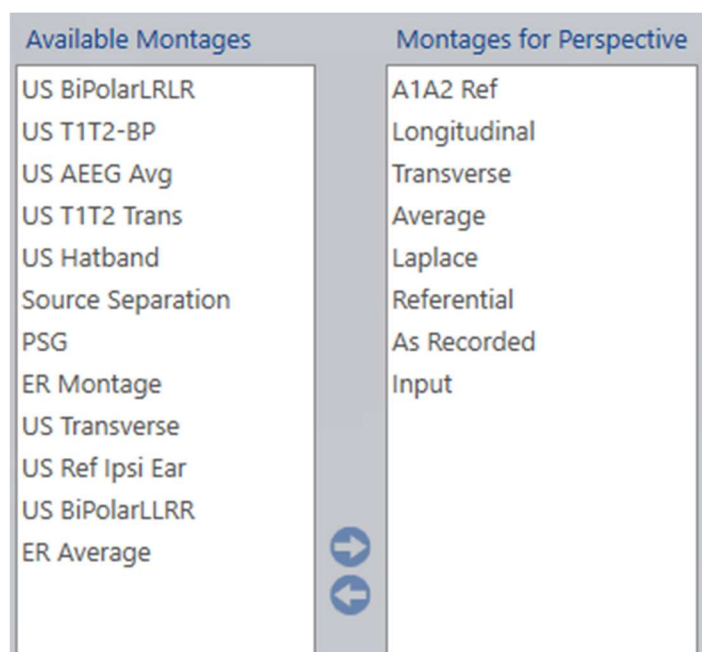 Available Montages
US BiPolarLRLR
US T1T2-BP
US AEEG Avg
US T1T2 Trans
US Hatband
Source Separation
PSG
ER Montage
US Transverse
US Ref Ipsi Ear
US BiPolarLLRR
ER Average
Montages for Perspective
A1A2 Ref
Longitudinal
Transverse
Average
Laplace
Referential
As Recorded
Input